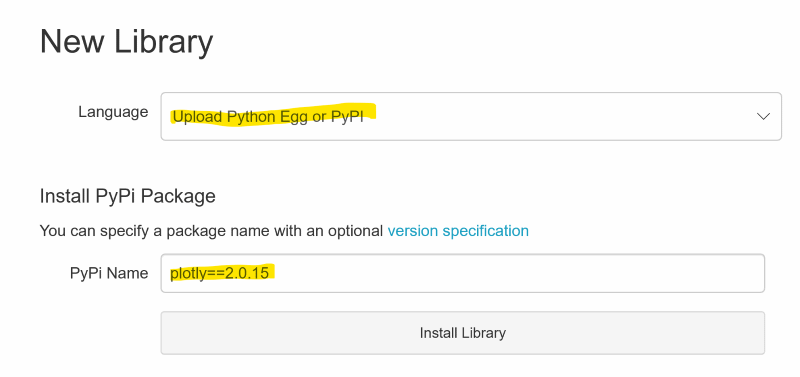 New Library
Language Upload Python Egg or PyPI
Install PyPi Package
You can specify a package name with an optional version specification
PyPi Name plotly==2.0.15
Install Library